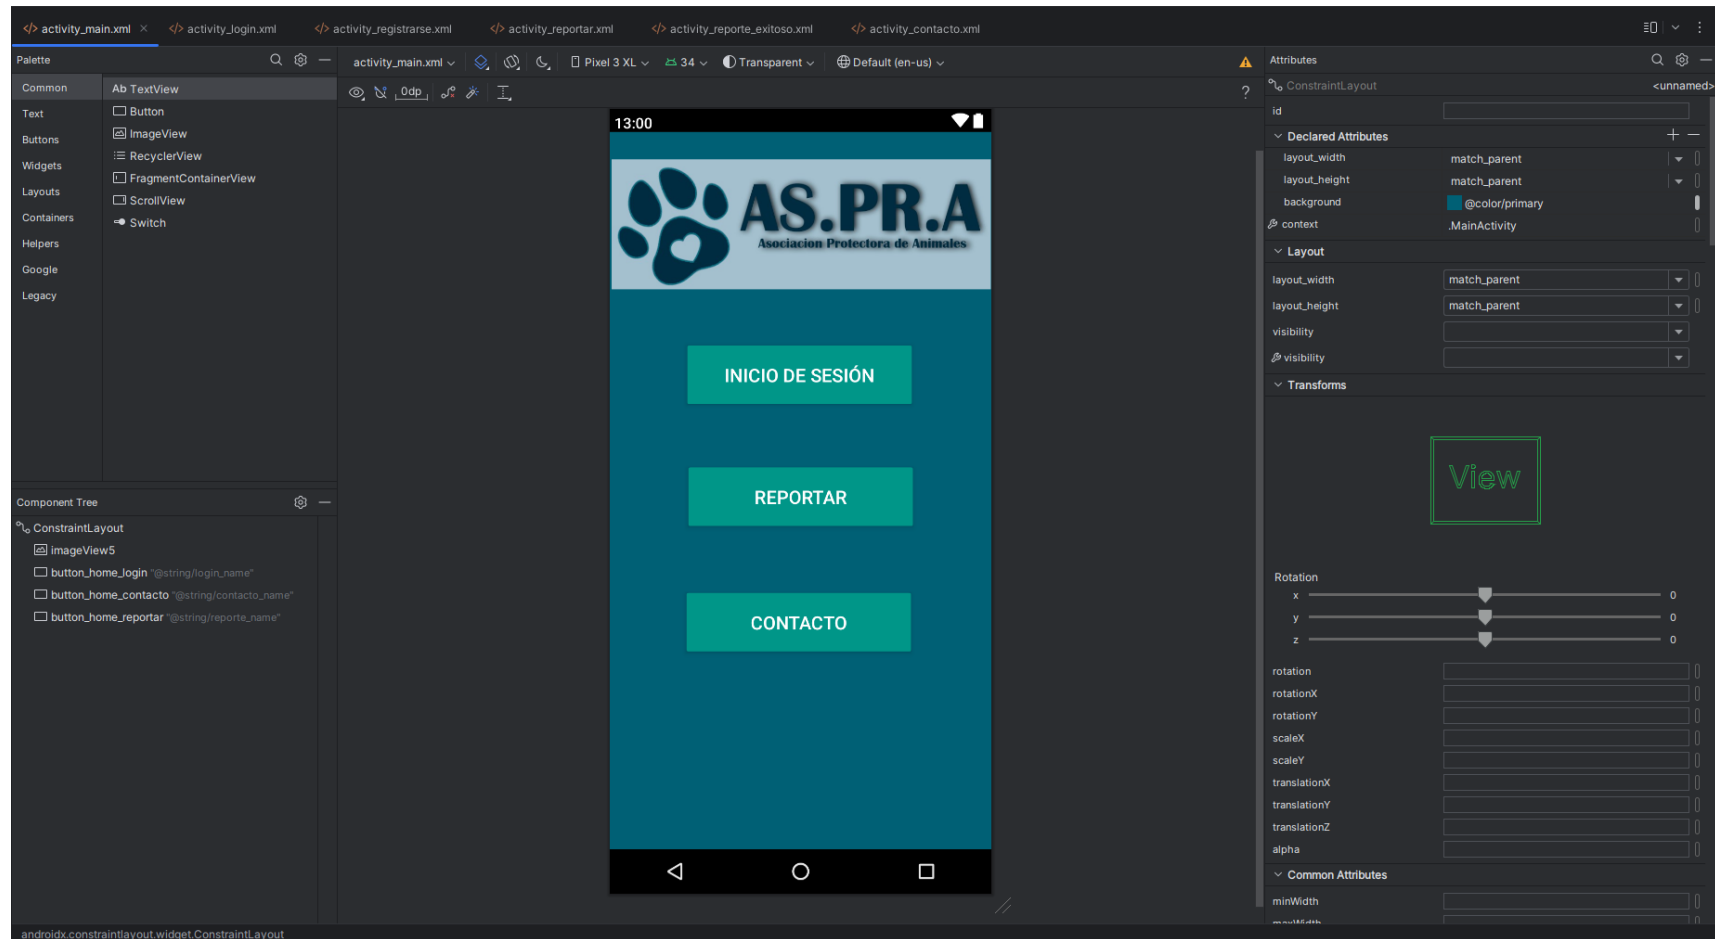 activity_main.xml
activity_login.xml
activity_registrarse.xml
activity_reportar.xml
activity_reporte_exitoso.xml
activity_contacto.xml
Palette
Common
Text
Buttons
Widgets
Layouts
Containers
Helpers
Google
Legacy
Ab TextView
Button
ImageView
RecyclerView
FragmentContainerView
ScrollView
Switch
Component Tree
ConstraintLayout
imageView5
button_home_login "@string/login_name"
button_home_contacto "@string/contacto_name"
button_home_reportar "@string/reporte_name"
activity_main.xml
Pixel 3 XL
34
Transparent
Default (en-us)
0dp
?
13:00
AS.PR.A
Asociacion Protectora de Animales
INICIO DE SESIÓN
REPORTAR
CONTACTO
Attributes
ConstraintLayout <unnamed>
id
Declared Attributes
layout_width match_parent
layout_height match_parent
background @color/primary
context .MainActivity
Layout
layout_width match_parent
layout_height match_parent
visibility
visibility
Transforms
View
Rotation
x 0
y 0
z 0
rotation
rotationX
rotationY
scaleX
scaleY
translationX
translationY
translationZ
alpha
Common Attributes
minWidth
maxWidth
androidx.constraintlayout.widget.ConstraintLayout